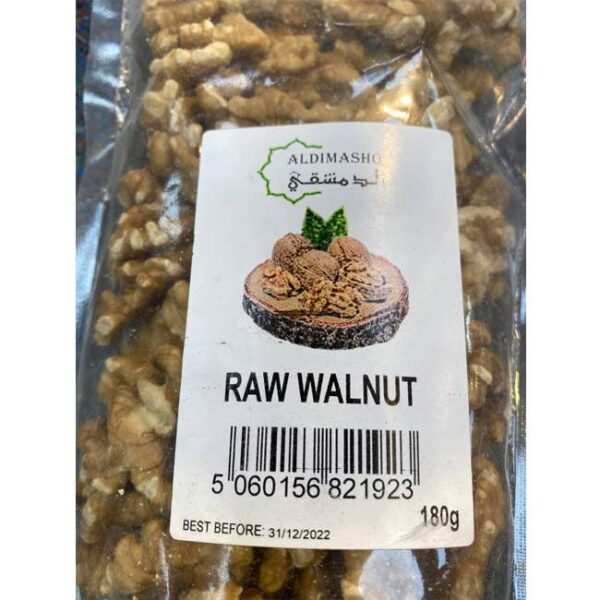 ALDIMASHQ
الدمشقي
RAW WALNUT
5 060156 821923
180g
BEST BEFORE: 31/12/2022